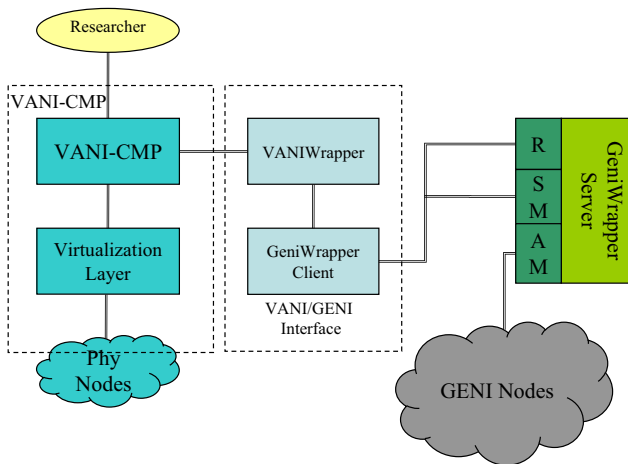 Researcher
VANI-CMP
VANI-CMP
Virtualization
Layer
Phy
Nodes
VANIWrapper
GeniWrapper
Client
VANI/GENI
Interface
R
S
M
A
M
GeniWrapper
Server
GENI Nodes